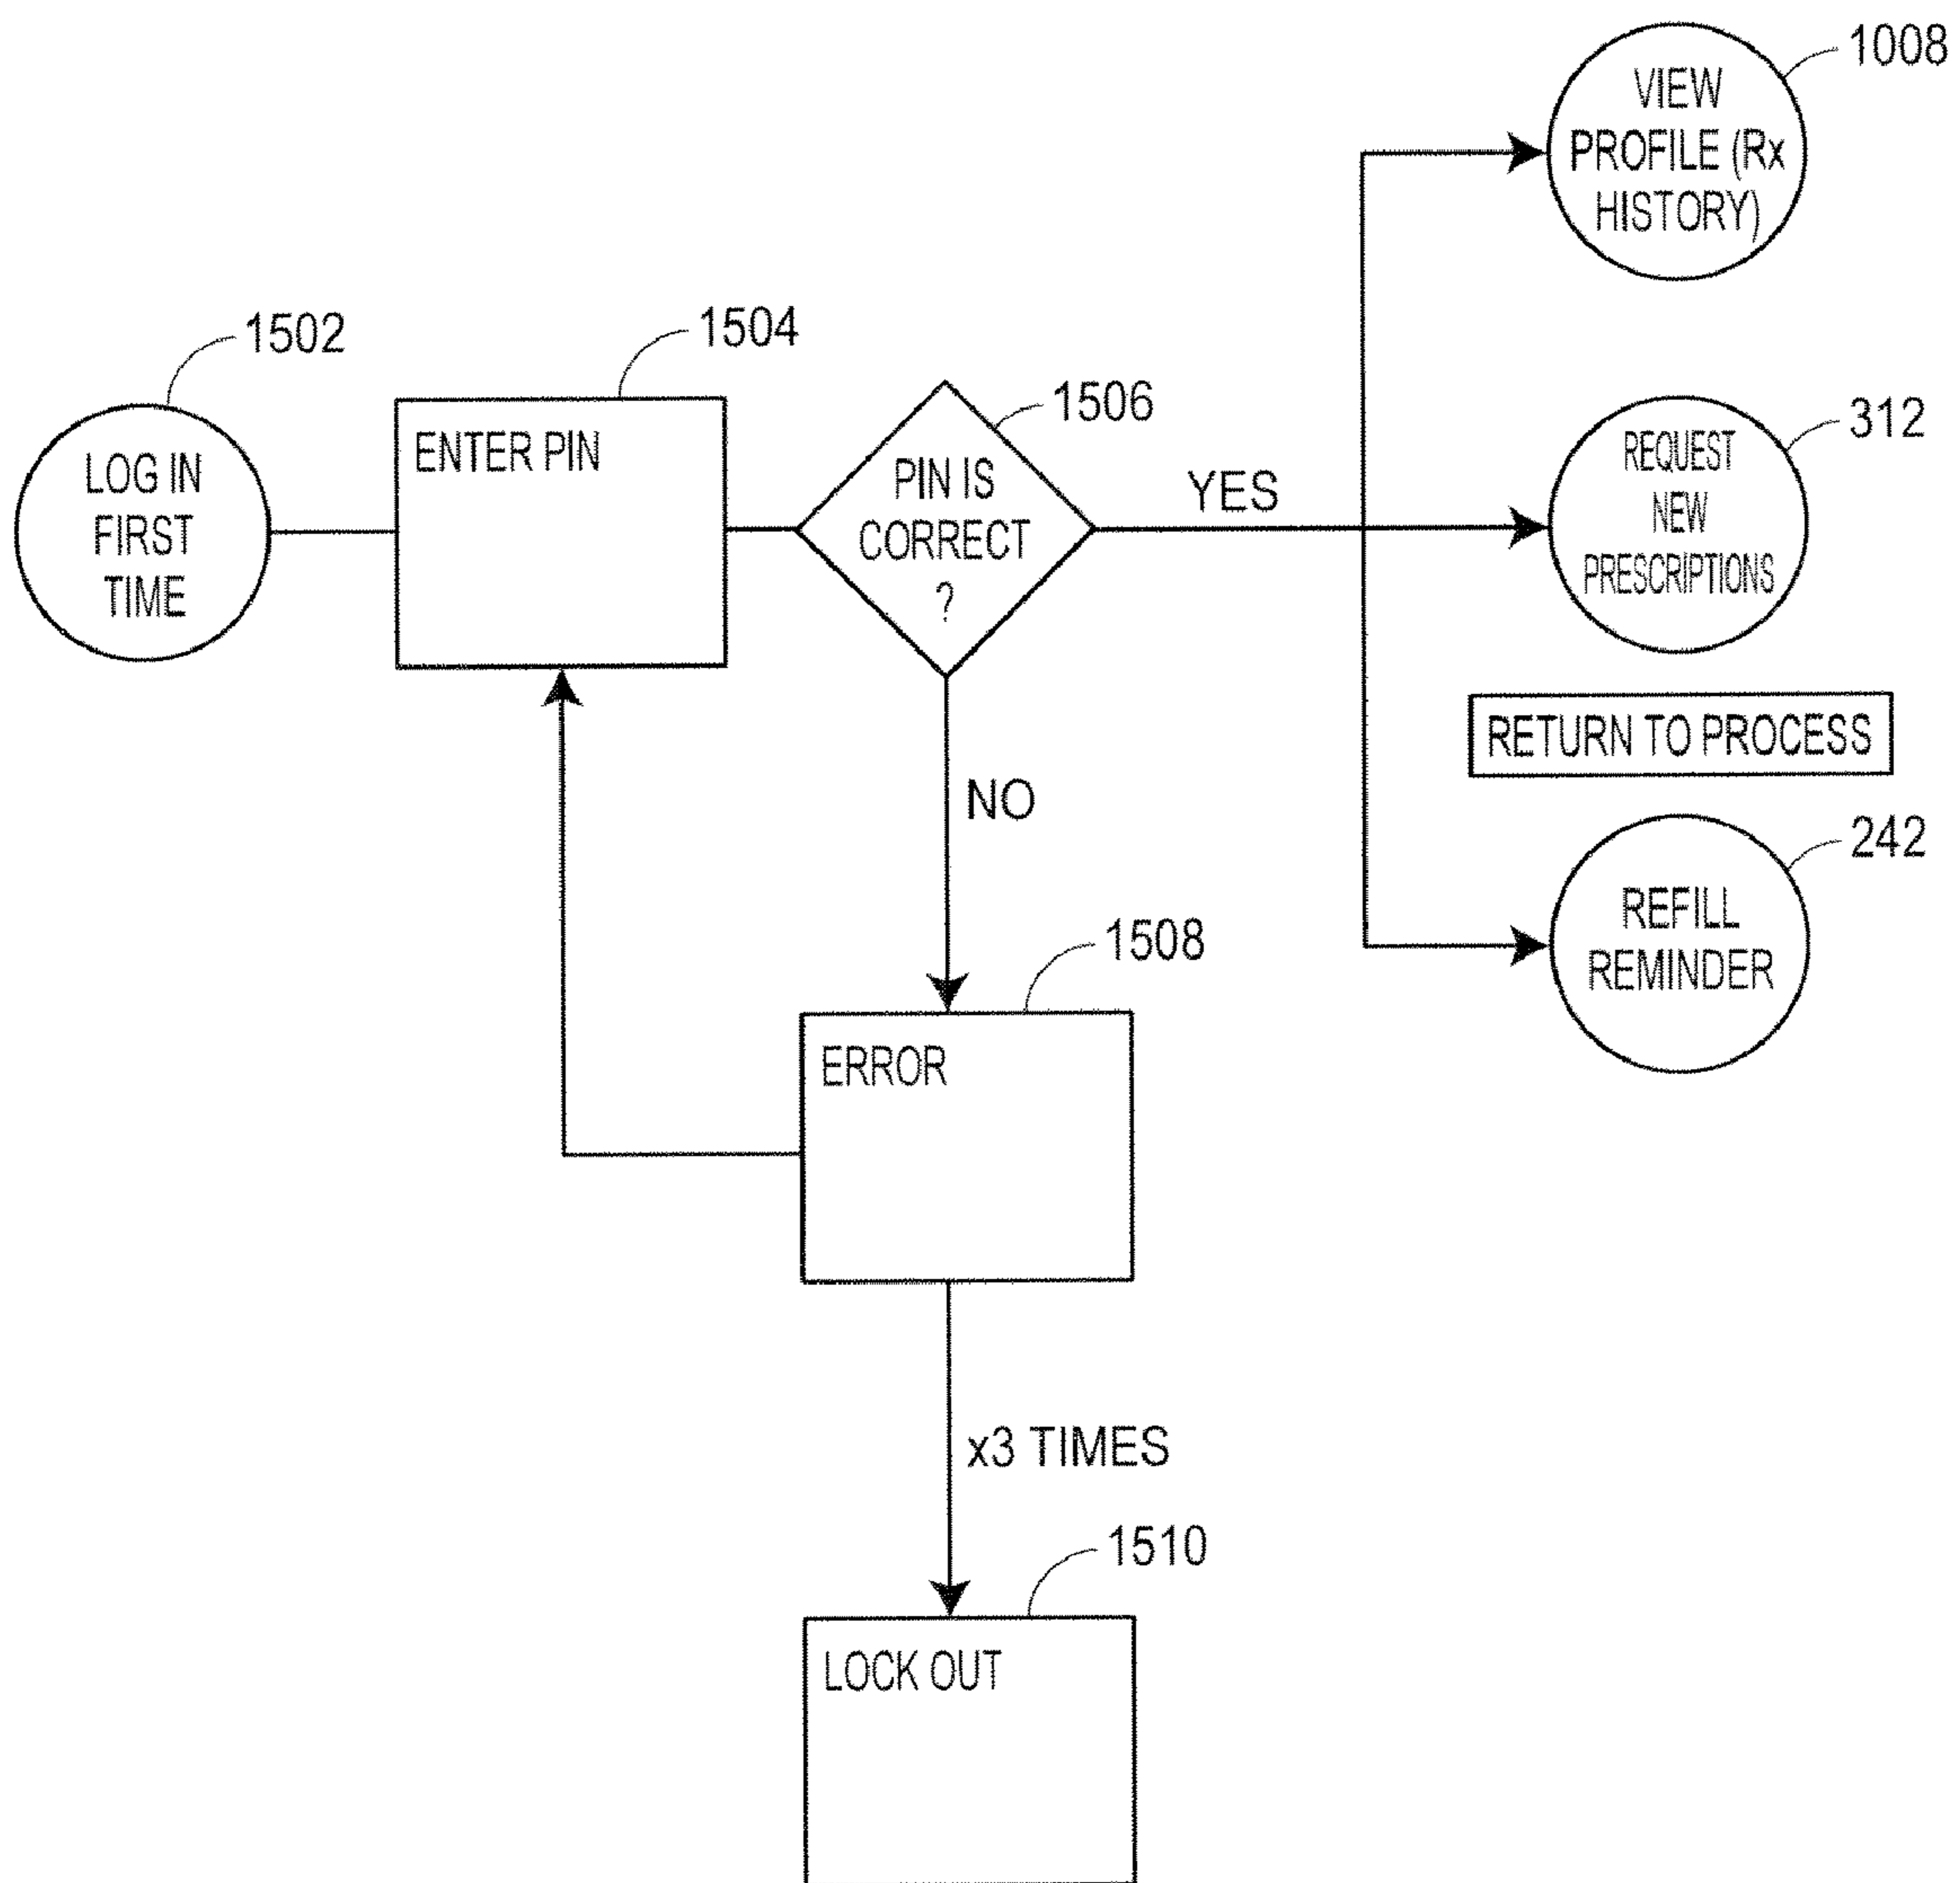 1008
VIEW
PROFILE (Rx
HISTORY)
1502
LOG IN
FIRST
TIME
1504
ENTER PIN
1506
PIN IS
CORRECT
?
YES
312
REQUEST
NEW
PRESCRIPTIONS
RETURN TO PROCESS
242
REFILL
REMINDER
NO
1508
ERROR
x3 TIMES
1510
LOCK OUT